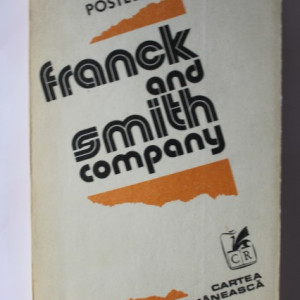 franck
and
smith
company
CR
CARTEA